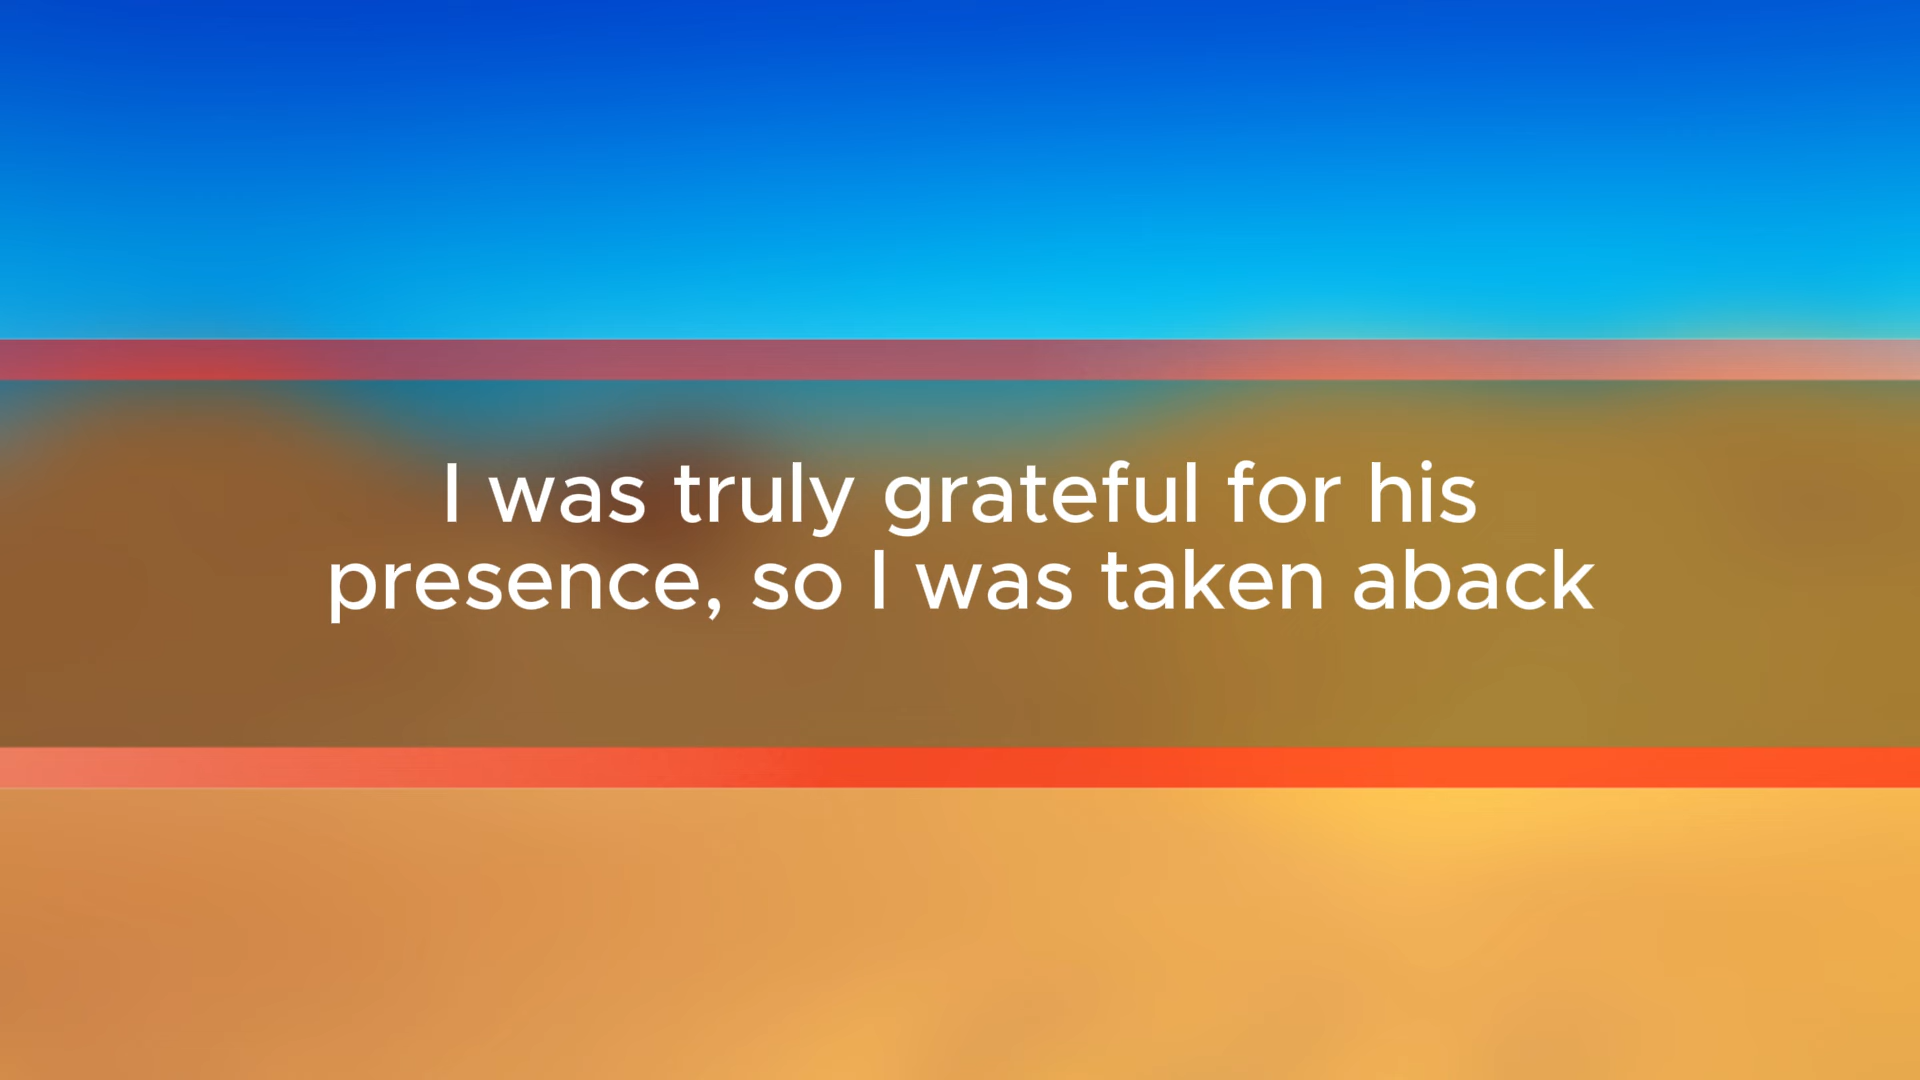 I was truly grateful for his
presence, so I was taken aback